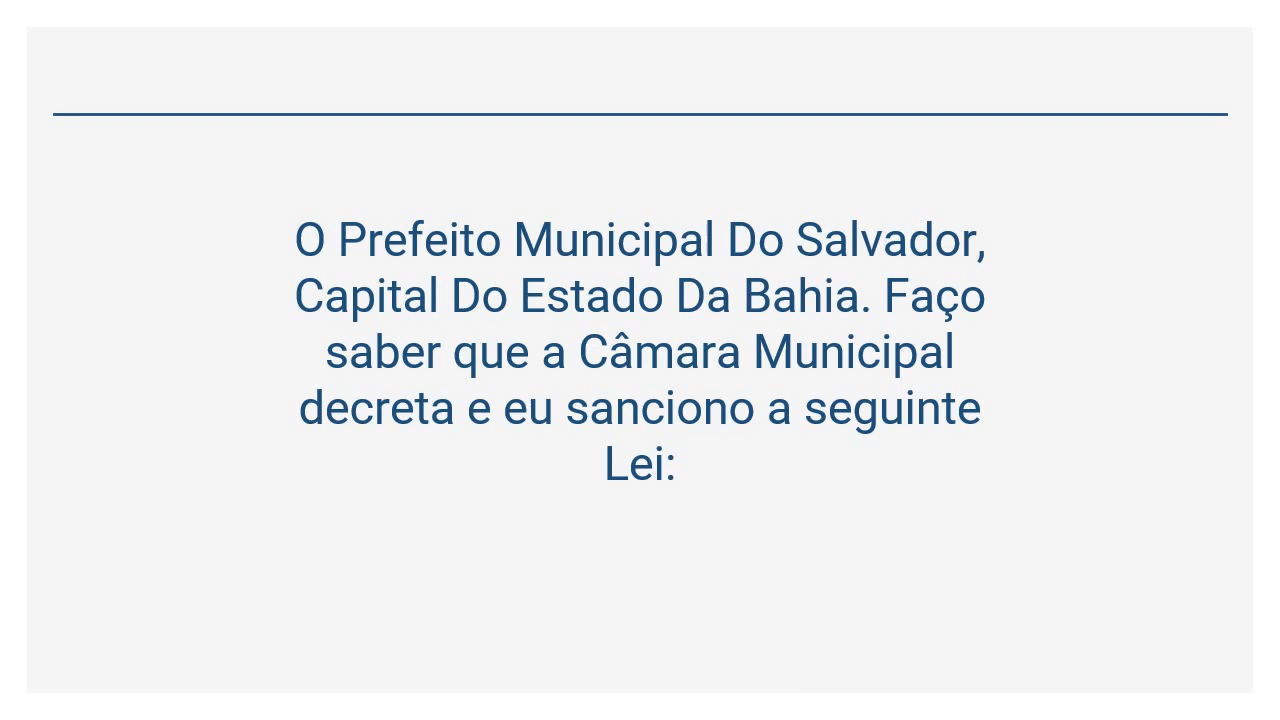 O Prefeito Municipal Do Salvador,
Capital Do Estado Da Bahia. Faço
saber que a Câmara Municipal
decreta e eu sanciono a seguinte
Lei: